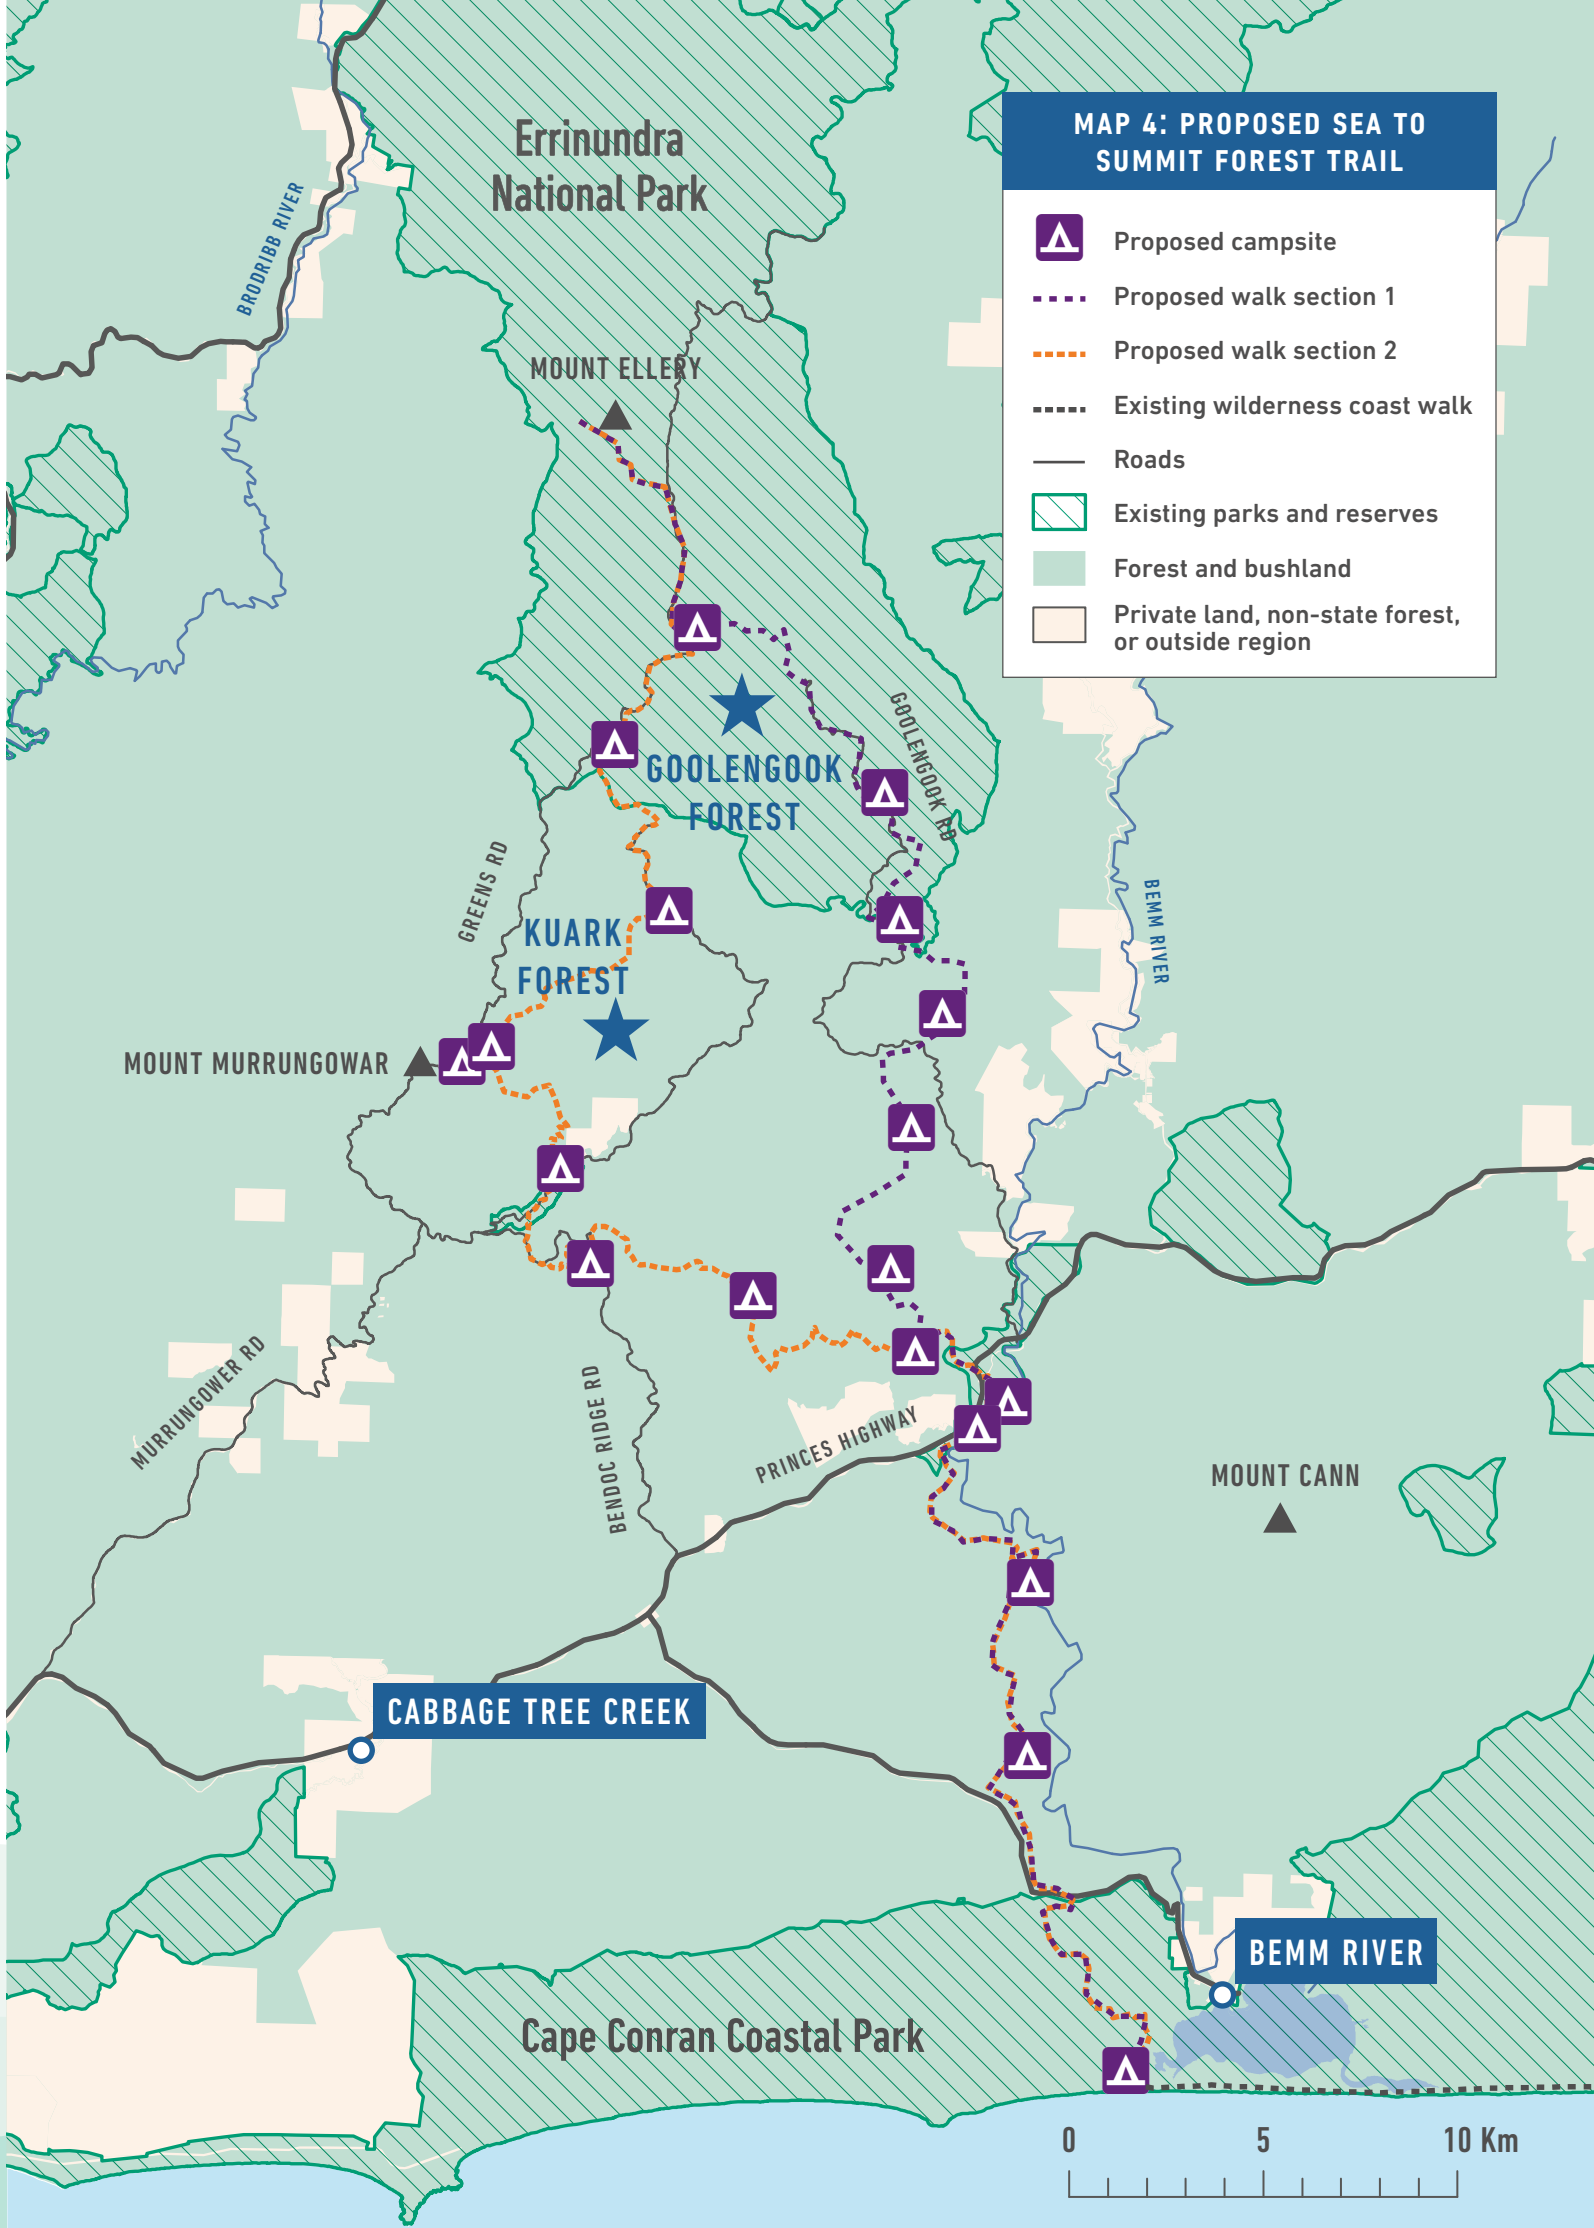 Errinundra
National Park
MAP 4: PROPOSED SEA TO
SUMMIT FOREST TRAIL
Proposed campsite
Proposed walk section 1
Proposed walk section 2
Existing wilderness coast walk
Roads
Existing parks and reserves
Forest and bushland
Private land, non-state forest,
or outside region
BRODRIBB RIVER
MOUNT ELLERY
GOOLENGOOK RD
GOOLENGOOK
FOREST
GREENS RD
KUARK
FOREST
BEMM RIVER
MOUNT MURRUNGOWAR
MURRUNGOWER RD
BENDOC RIDGE RD
PRINCES HIGHWAY
MOUNT CANN
CABBAGE TREE CREEK
BEMM RIVER
Cape Conran Coastal Park
0 5 10 Km